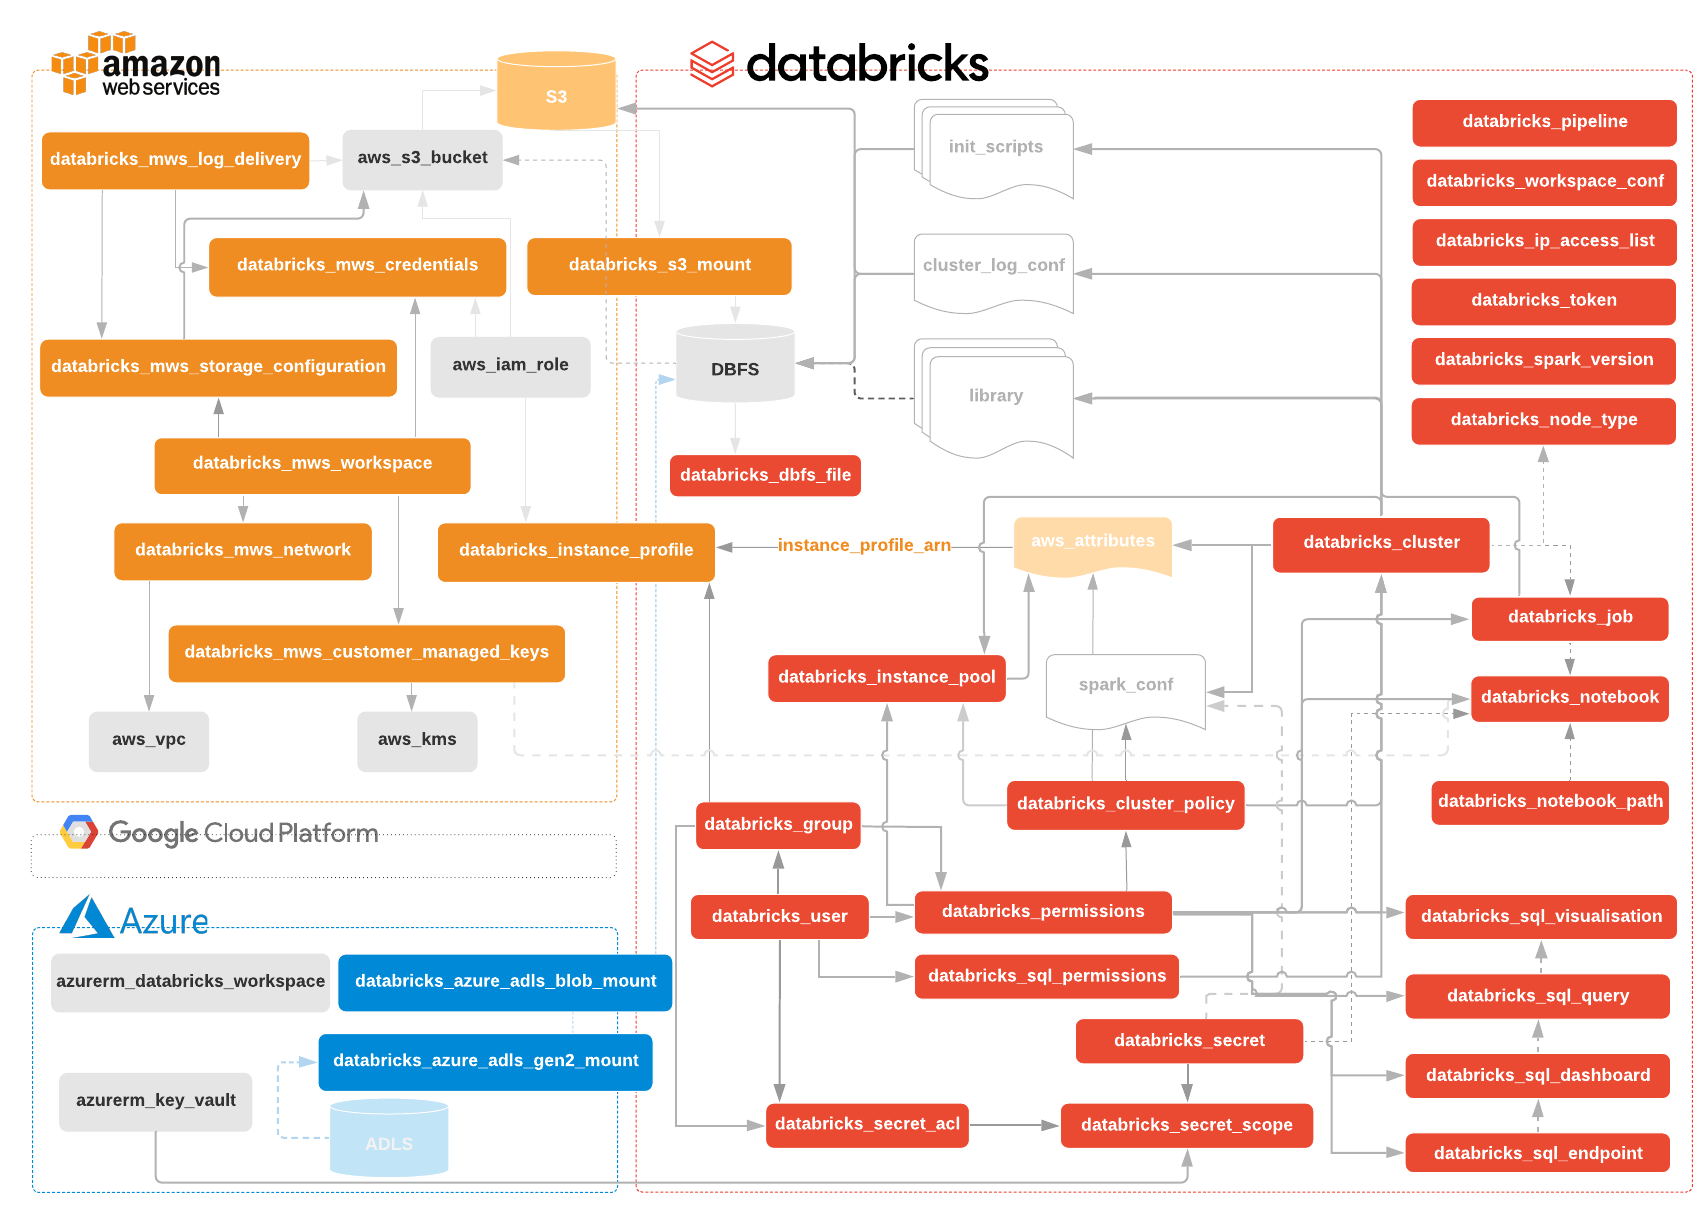 amazon
web services
S3
databricks_mws_log_delivery
aws_s3_bucket
databricks_mws_credentials
databricks_s3_mount
databricks_mws_storage_configuration
aws_iam_role
databricks_mws_workspace
databricks_mws_network
databricks_instance_profile
databricks_mws_customer_managed_keys
aws_vpc
aws_kms
Google Cloud Platform
Azure
azurerm_databricks_workspace
databricks_azure_adls_blob_mount
databricks_azure_adls_gen2_mount
azurerm_key_vault
ADLS
databricks
init_scripts
cluster_log_conf
DBFS
library
databricks_dbfs_file
instance_profile_arn
aws_attributes
databricks_cluster
databricks_instance_pool
spark_conf
databricks_cluster_policy
databricks_group
databricks_user
databricks_permissions
databricks_sql_permissions
databricks_secret
databricks_secret_acl
databricks_secret_scope
databricks_pipeline
databricks_workspace_conf
databricks_ip_access_list
databricks_token
databricks_spark_version
databricks_node_type
databricks_job
databricks_notebook
databricks_notebook_path
databricks_sql_visualisation
databricks_sql_query
databricks_sql_dashboard
databricks_sql_endpoint